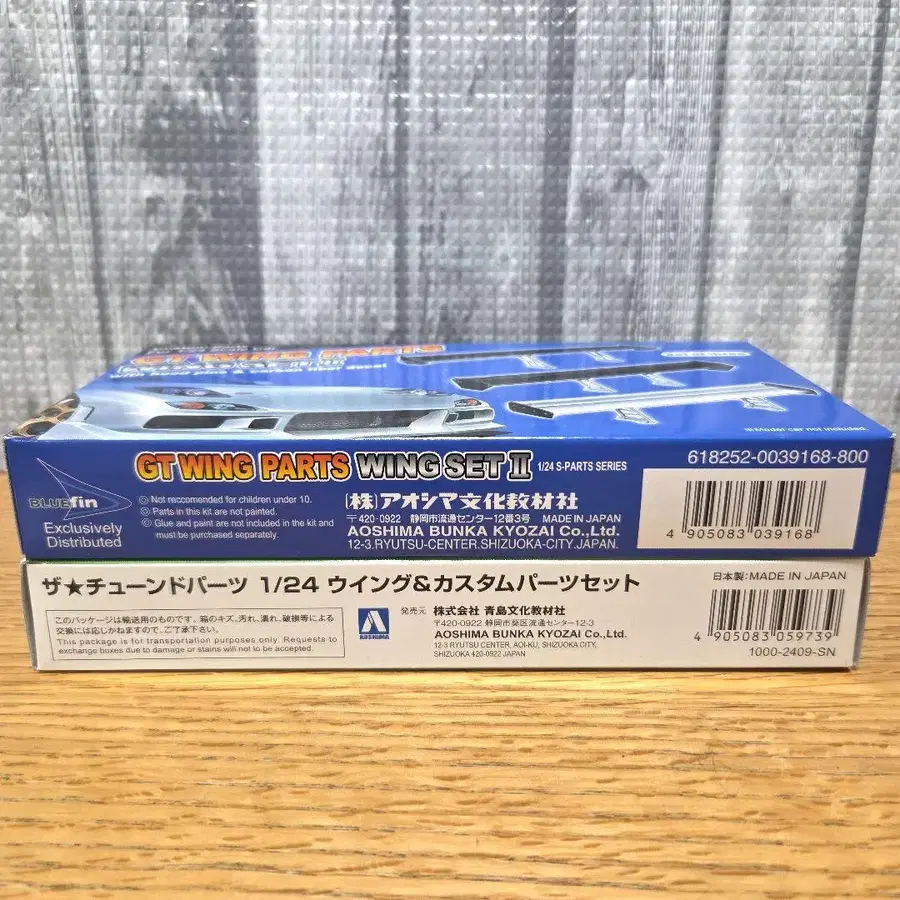 GT WING PARTS
Set of three
※Model car not included.
BLUEfin
Exclusively
Distributed
GT WING PARTS WING SET II 1/24 S-PARTS SERIES
◎ Not reccomended for children under 10.
◎ Parts in this kit are not painted.
◎ Glue and paint are not included in the kit and
must be purchased separately.
(株)アオシマ文化教材社
〒420-0922 静岡市流通センター12番3号 MADE IN JAPAN
AOSHIMA BUNKA KYOZAI Co.,Ltd.
12-3.RYUTSU-CENTER.SHIZUOKA-CITY.JAPAN.
618252-0039168-800
4 905083 039168
ザ★チューンドパーツ 1/24 ウイング&カスタムパーツセット
このパッケージは輸送用のものです。箱のキズ、汚れ、潰れ、破損等による
交換には応じかねますので、ご了承下さい。
This package is for transportation purposes only. Requests to
exchange boxes due to damage or stains will not to be accepted.
AOSHIMA
発売元 株式会社 青島文化教材社
〒420-0922 静岡市葵区流通センター12-3
AOSHIMA BUNKA KYOZAI Co.,Ltd.
12-3 RYUTSU CENTER, AOI-KU, SHIZUOKA CITY,
SHIZUOKA 420-0922 JAPAN
日本製:MADE IN JAPAN
4 905083 059739
1000-2409-SN